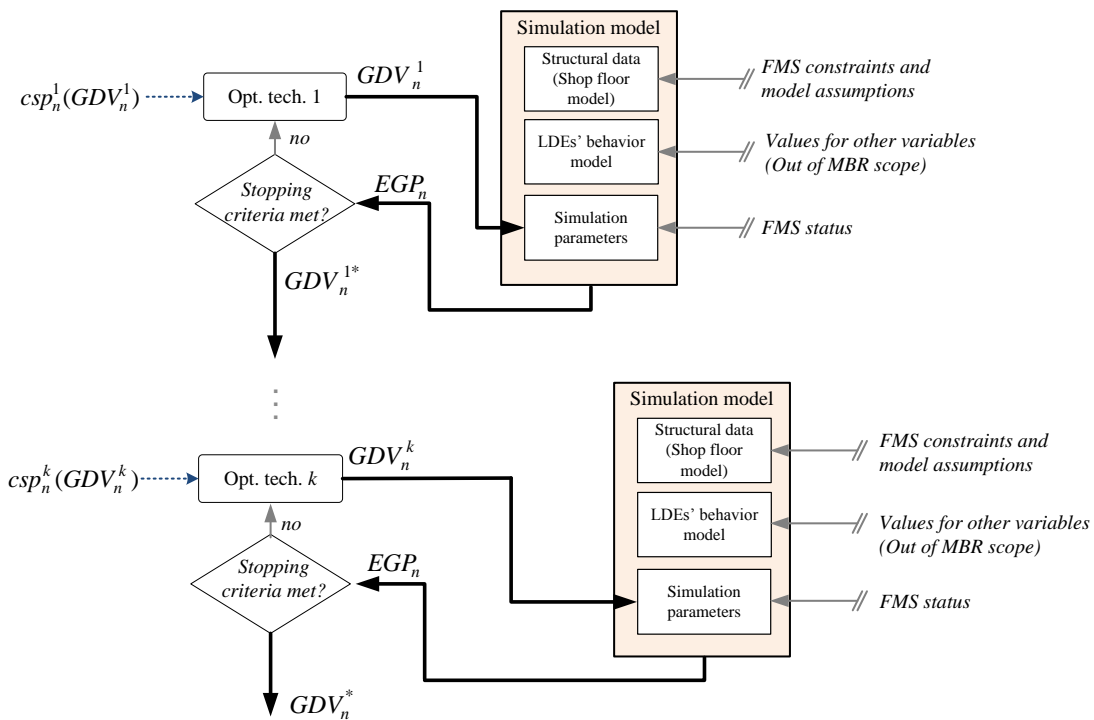 Simulation model
Structural data
(Shop floor
model)
FMS constraints and
model assumptions
GDV_n^1
csp_n^1(GDV_n^1)
Opt. tech. 1
no
LDEs' behavior
model
Values for other variables
(Out of MBR scope)
Stopping
criteria met?
EGP_n
Simulation
parameters
FMS status
GDV_n^{1*}
Simulation model
Structural data
(Shop floor
model)
FMS constraints and
model assumptions
GDV_n^k
csp_n^k(GDV_n^k)
Opt. tech. k
no
LDEs' behavior
model
Values for other variables
(Out of MBR scope)
Stopping
criteria met?
EGP_n
Simulation
parameters
FMS status
GDV_n^*